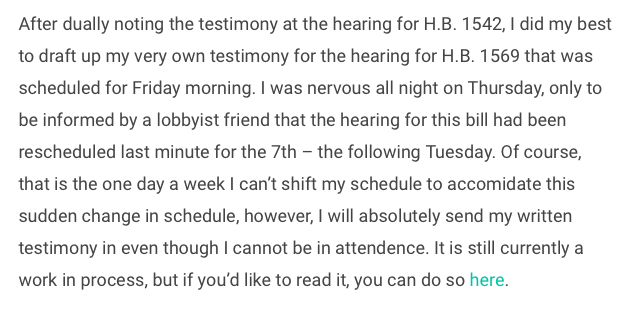 After dually noting the testimony at the hearing for H.B. 1542, I did my best
to draft up my very own testimony for the hearing for H.B. 1569 that was
scheduled for Friday morning. I was nervous all night on Thursday, only to
be informed by a lobbyist friend that the hearing for this bill had been
rescheduled last minute for the 7th – the following Tuesday. Of course,
that is the one day a week I can’t shift my schedule to accomidate this
sudden change in schedule, however, I will absolutely send my written
testimony in even though I cannot be in attendence. It is still currently a
work in process, but if you’d like to read it, you can do so here.